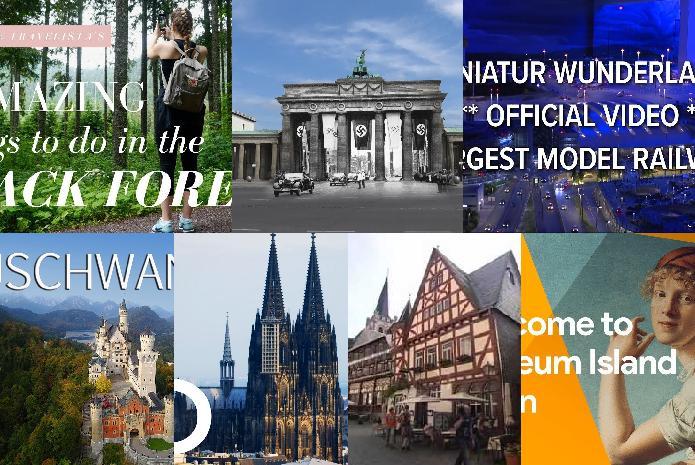 TRAVELISTA'S
MAZING
gs to do in the
ACK FORE
NIATUR WUNDERLA
** OFFICIAL VIDEO *
RGEST MODEL RAILW
USCHWAN
come to
eum Island
n